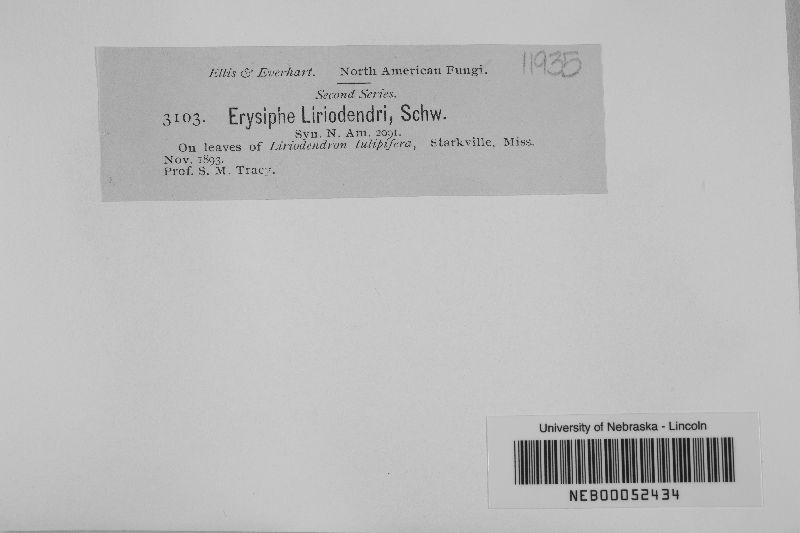 Ellis & Everhart. North American Fungi. 11935
Second Series.
3103. Erysiphe Liriodendri, Schw.
Syn. N. Am. 2091.
On leaves of Liriodendron tulipifera, Starkville, Miss.
Nov. 1893.
Prof. S. M. Tracy.
University of Nebraska - Lincoln
NEB00052434